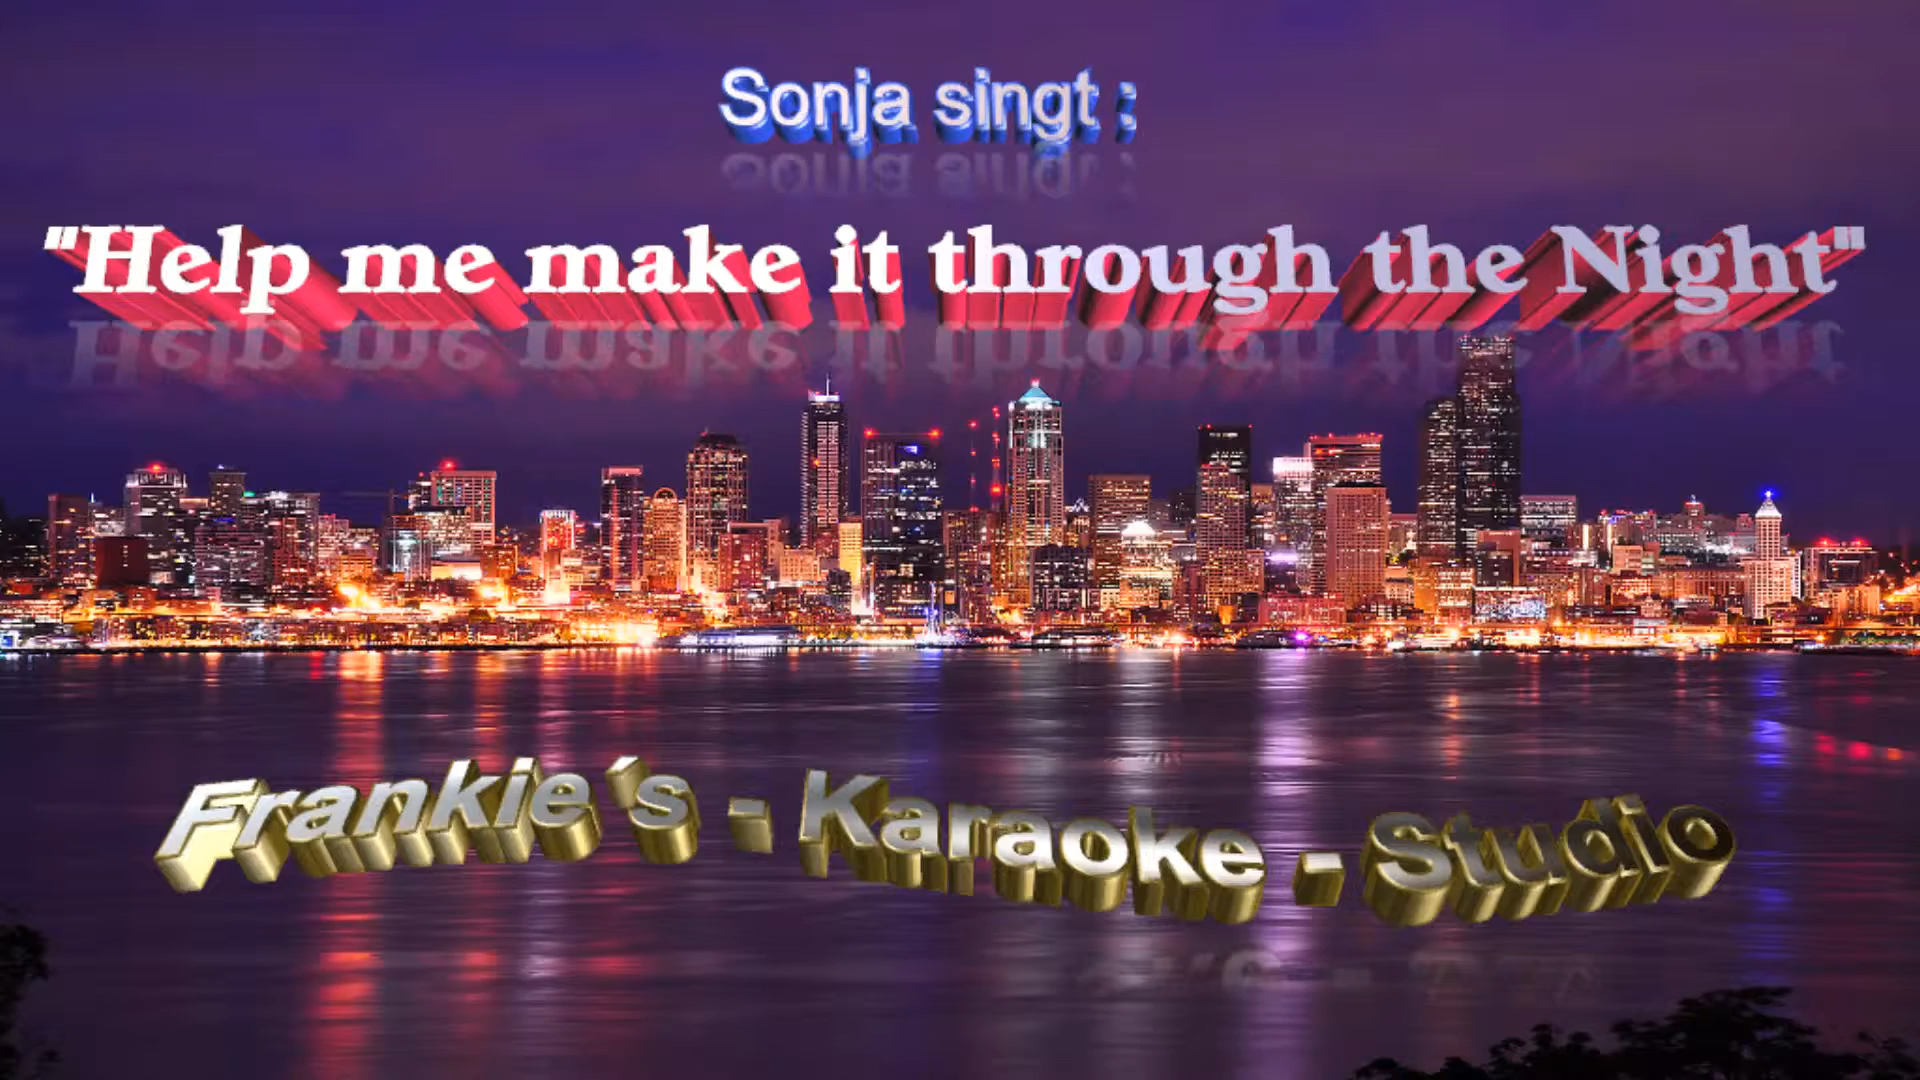 Sonja singt :
"Help me make it through the Night"
Frankie´s - Karaoke - Studio